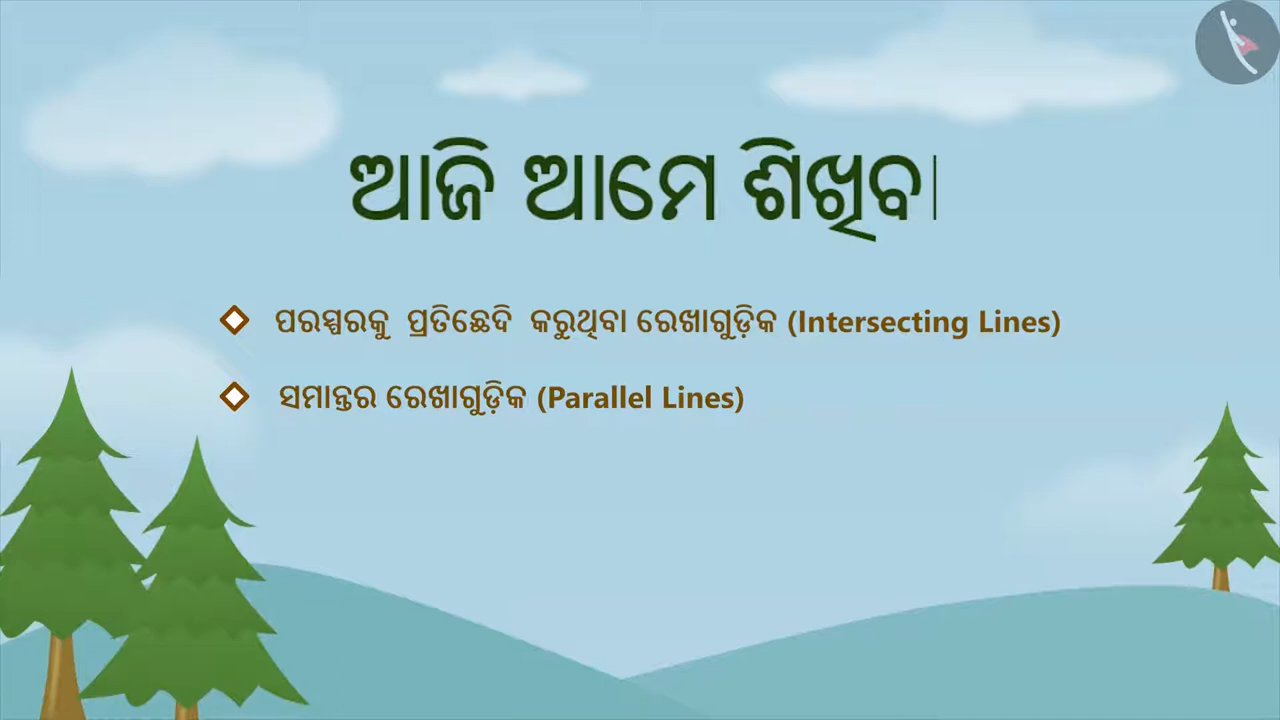 ଆଜି ଆମେ ଶିଖିବା
ପରସ୍ପରକୁ ପ୍ରତିଛେଦି କରୁଥିବା ରେଖାଗୁଡ଼ିକ (Intersecting Lines)
ସମାନ୍ତର ରେଖାଗୁଡ଼ିକ (Parallel Lines)